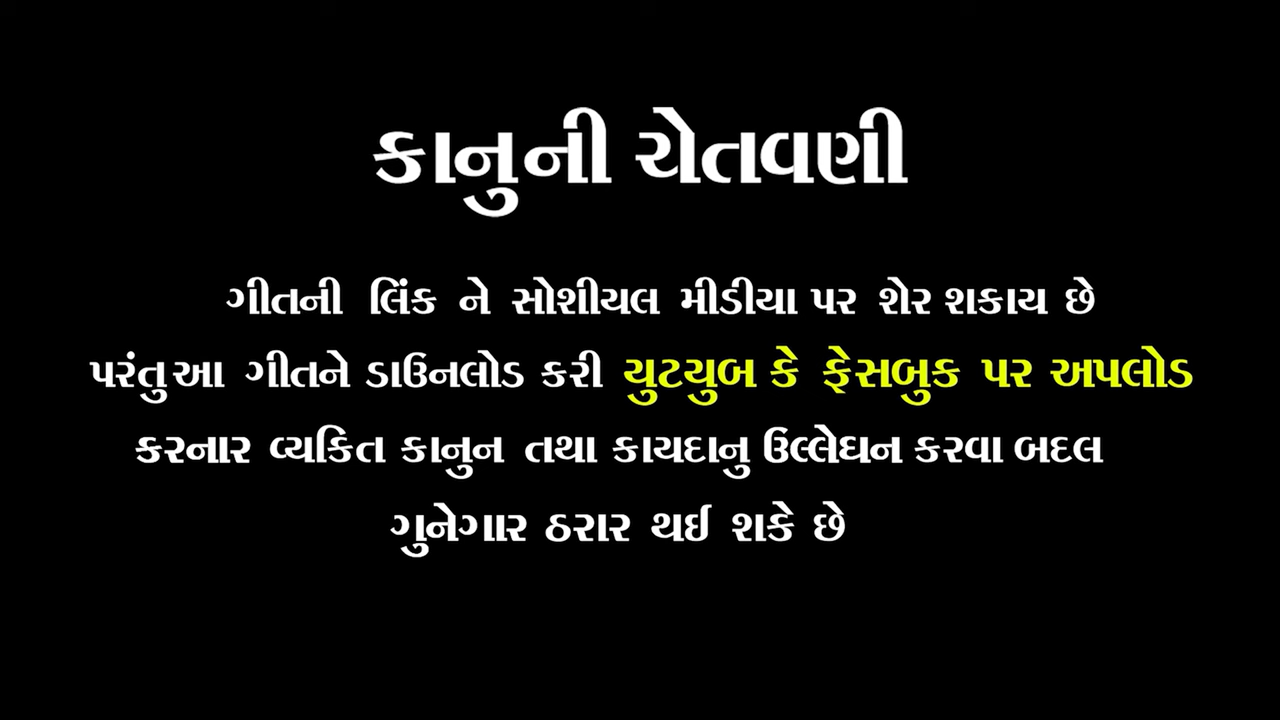 કાનુની ચેતવણી
ગીતની લિંક ને સોશીયલ મીડીયા પર શેર શકાય છે
પરંતુ આ ગીતને ડાઉનલોડ કરી યુટયુબ કે ફેસબુક પર અપલોડ
કરનાર વ્યકિત કાનુન તથા કાયદાનુ ઉલ્લેઘન કરવા બદલ
ગુનેગાર ઠરાર થઈ શકે છે